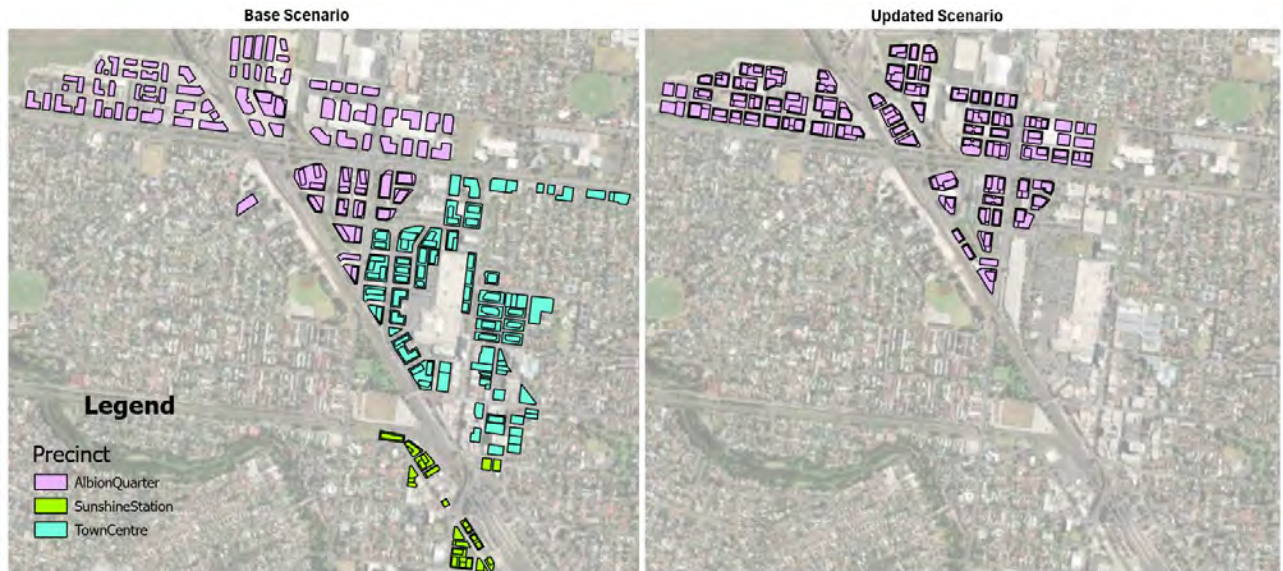 Base Scenario
Updated Scenario
Legend
Precinct
AlbionQuarter
SunshineStation
TownCentre